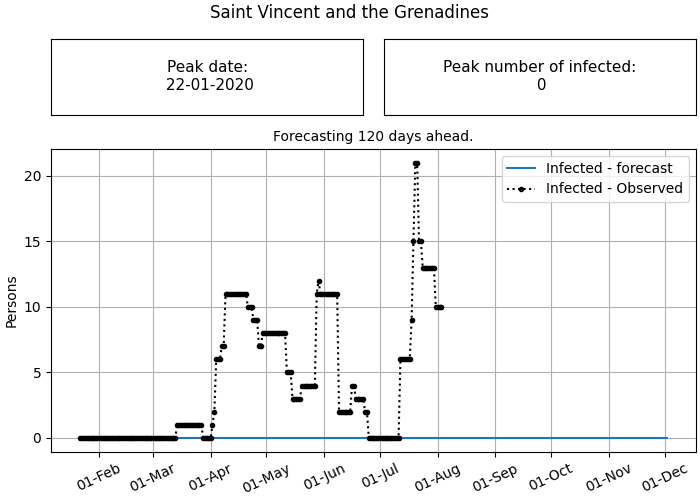 Saint Vincent and the Grenadines
Peak date:
22-01-2020
Peak number of infected:
0
Forecasting 120 days ahead.
Infected - forecast
Infected - Observed
Persons
20
15
10
5
0
01-Feb
01-Mar
01-Apr
01-May
01-Jun
01-Jul
01-Aug
01-Sep
01-Oct
01-Nov
01-Dec